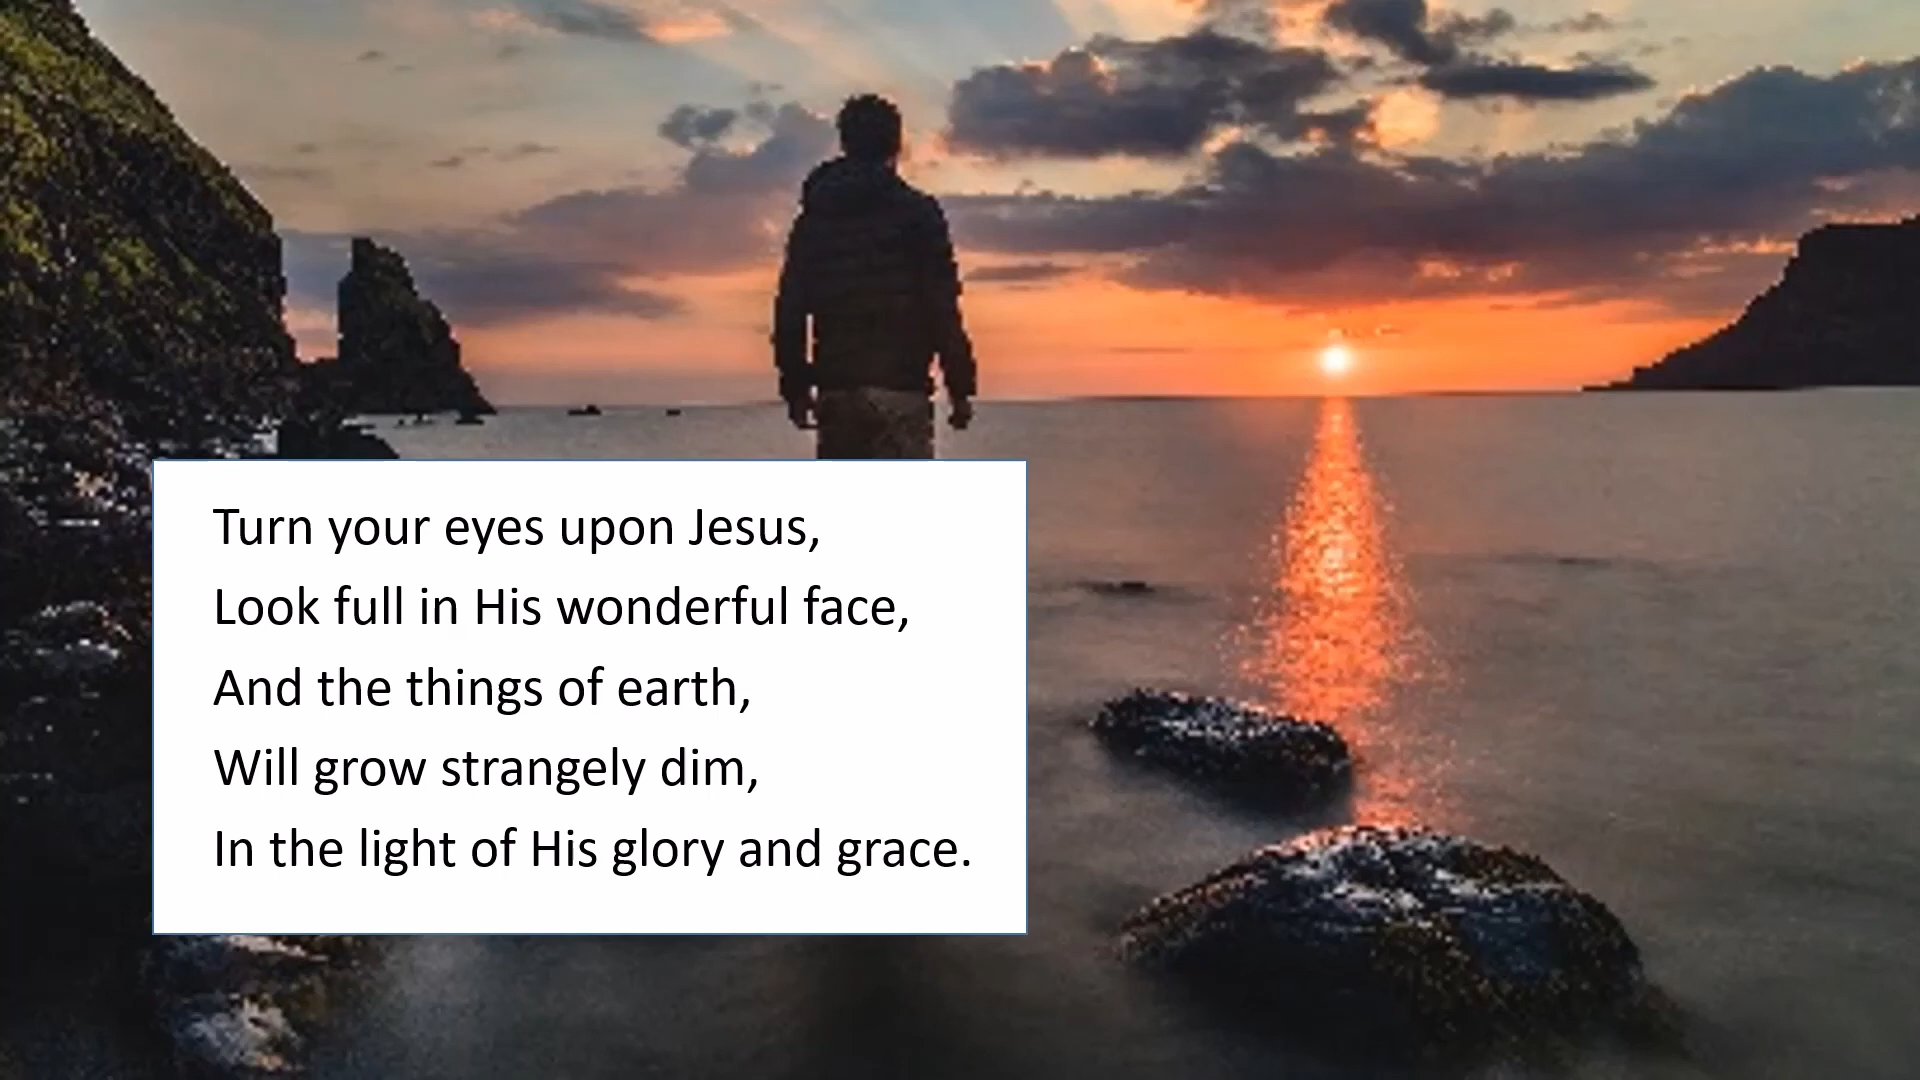 Turn your eyes upon Jesus,
Look full in His wonderful face,
And the things of earth,
Will grow strangely dim,
In the light of His glory and grace.